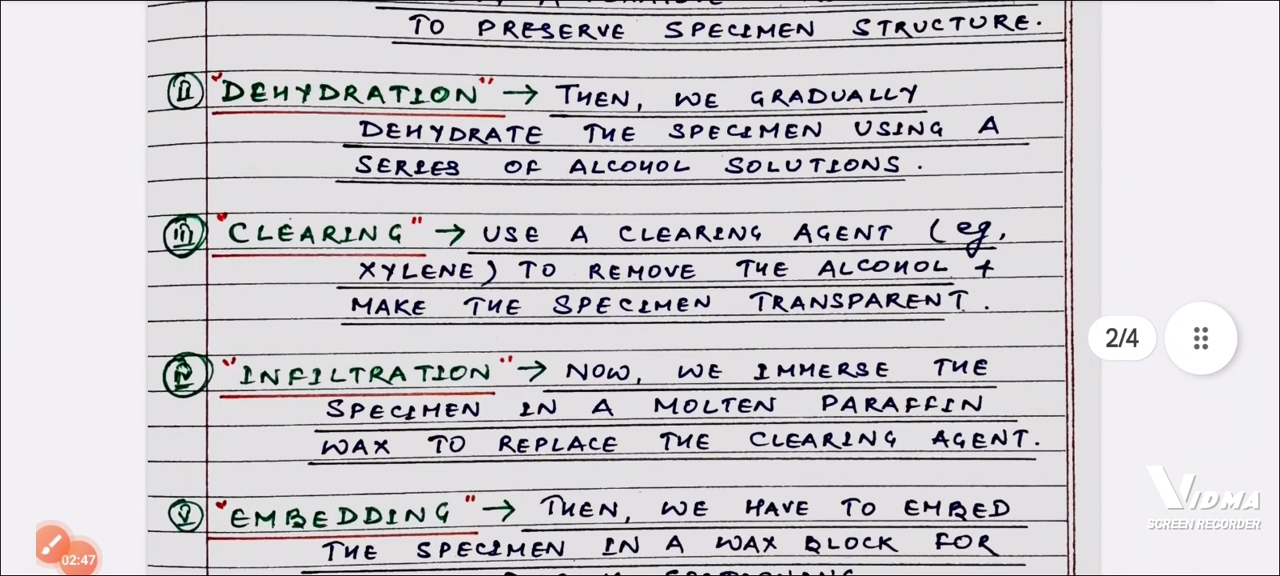 TO PRESERVE SPECIMEN STRUCTURE.
II "DEHYDRATION" → THEN, WE GRADUALLY
DEHYDRATE THE SPECIMEN USING A
SERIES OF ALCOHOL SOLUTIONS.
III "CLEARING" → USE A CLEARING AGENT (eg,
XYLENE) TO REMOVE THE ALCOHOL +
MAKE THE SPECIMEN TRANSPARENT.
IV "INFILTRATION" → NOW, WE IMMERSE THE
SPECIMEN IN A MOLTEN PARAFFIN
WAX TO REPLACE THE CLEARING AGENT.
V "EMBEDDING" → THEN, WE HAVE TO EMBED
THE SPECIMEN IN A WAX BLOCK FOR
2/4
VIDMA
SCREEN RECORDER
02:47